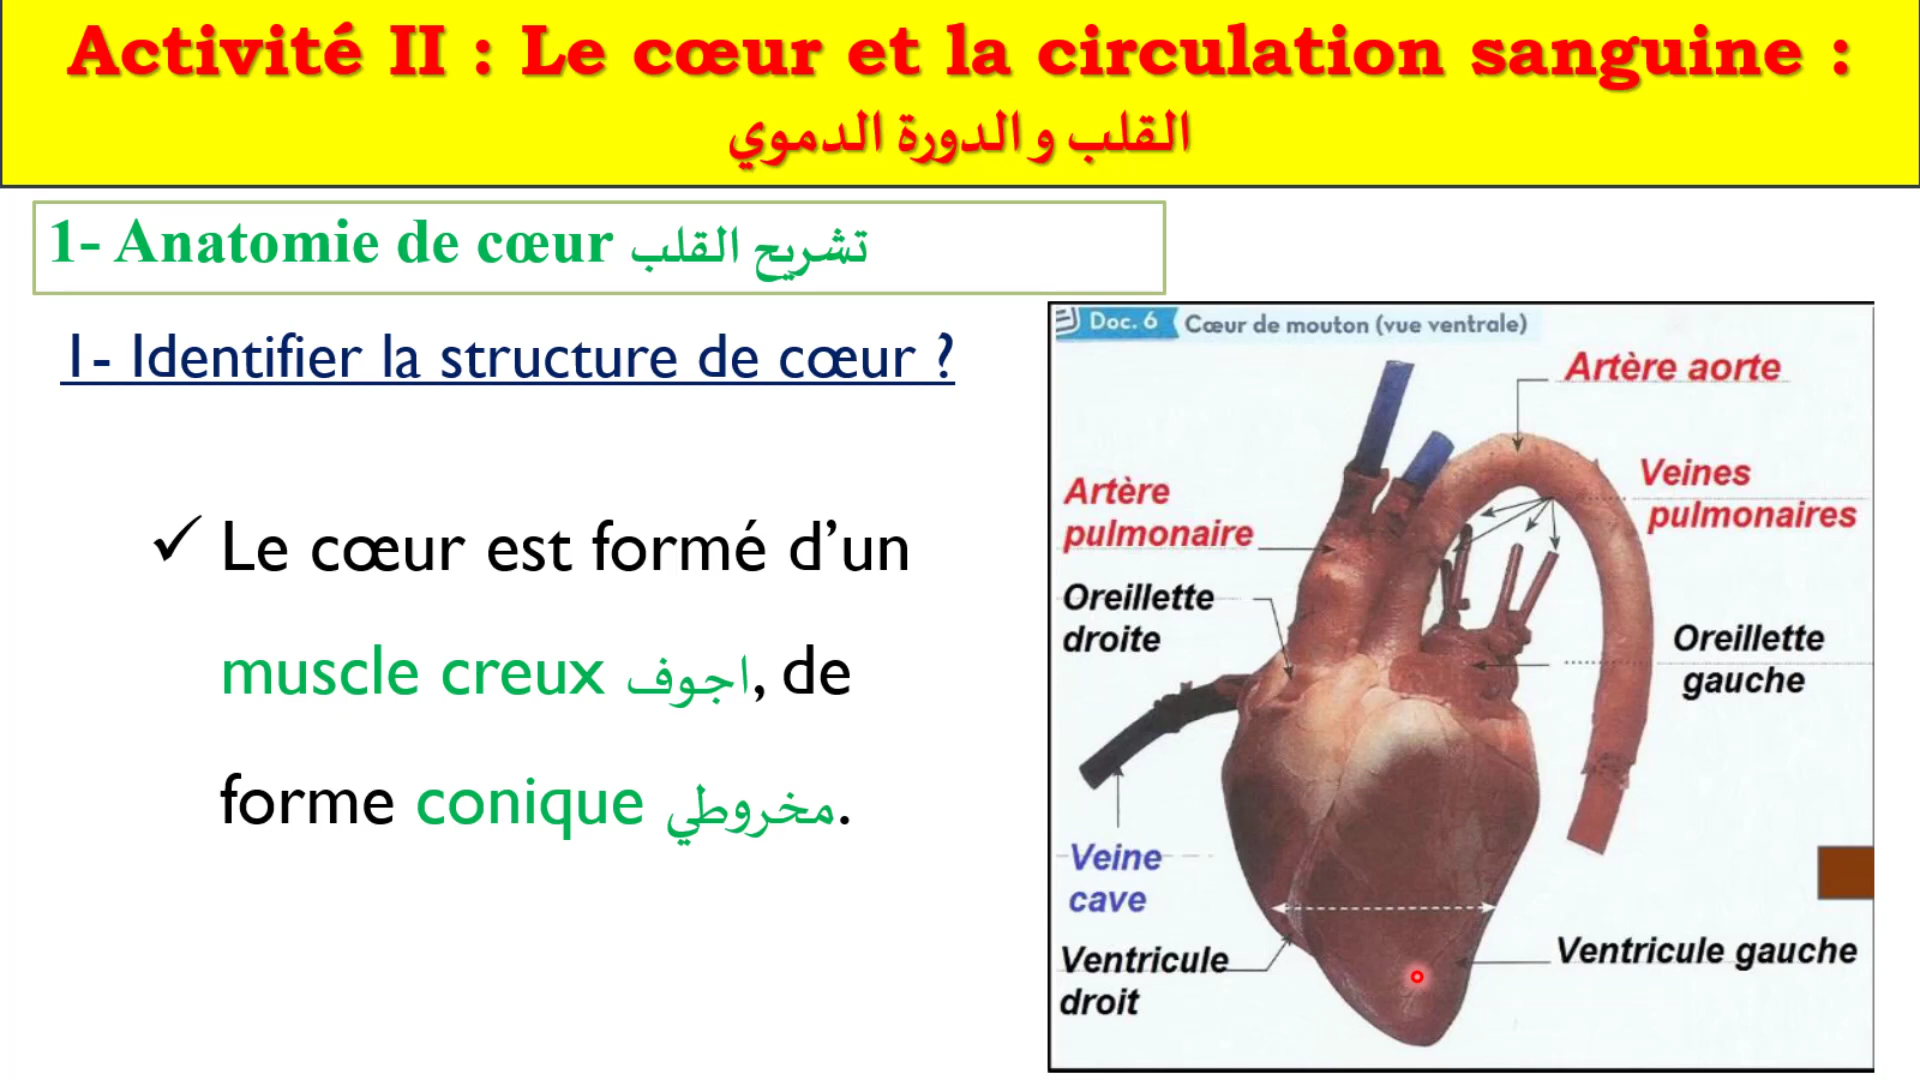 Activité II : Le cœur et la circulation sanguine :
القلب و الدورة الدموي
1- Anatomie de cœur تشريح القلب
1- Identifier la structure de cœur ?
✓ Le cœur est formé d’un
muscle creux اجوف, de
forme conique مخروطي.
Doc. 6 Cœur de mouton (vue ventrale)
Artère aorte
Veines
pulmonaires
Artère
pulmonaire
Oreillette
droite
Oreillette
gauche
Veine
cave
Ventricule
droit
Ventricule gauche